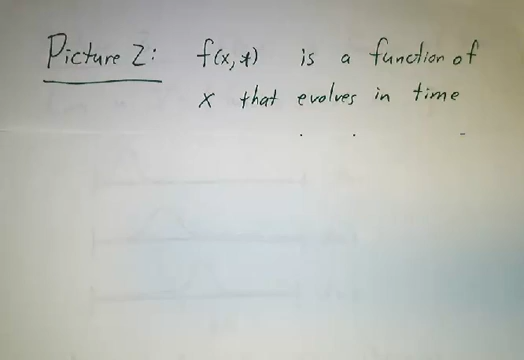 Picture 2: f(x,t) is a function of
x that evolves in time